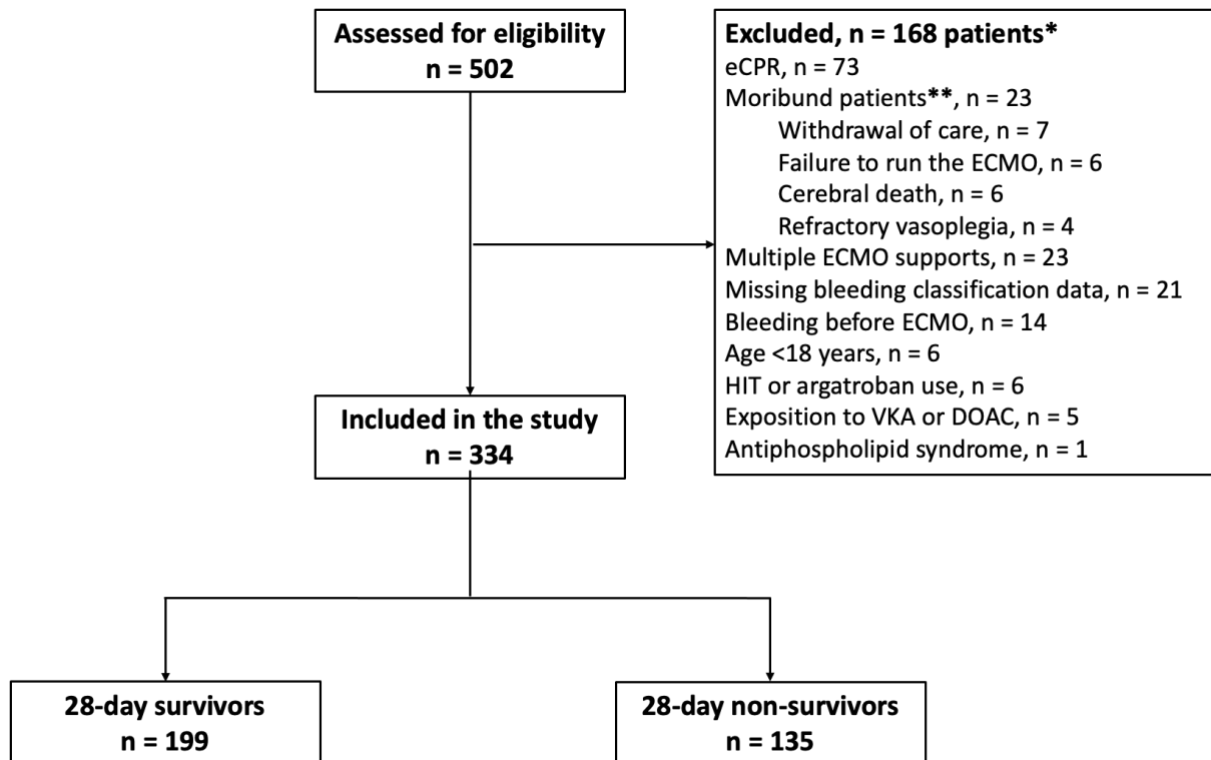 Assessed for eligibility
n = 502
Excluded, n = 168 patients*
eCPR, n = 73
Moribund patients**, n = 23
Withdrawal of care, n = 7
Failure to run the ECMO, n = 6
Cerebral death, n = 6
Refractory vasoplegia, n = 4
Multiple ECMO supports, n = 23
Missing bleeding classification data, n = 21
Bleeding before ECMO, n = 14
Age <18 years, n = 6
HIT or argatroban use, n = 6
Exposition to VKA or DOAC, n = 5
Antiphospholipid syndrome, n = 1
Included in the study
n = 334
28-day survivors
n = 199
28-day non-survivors
n = 135